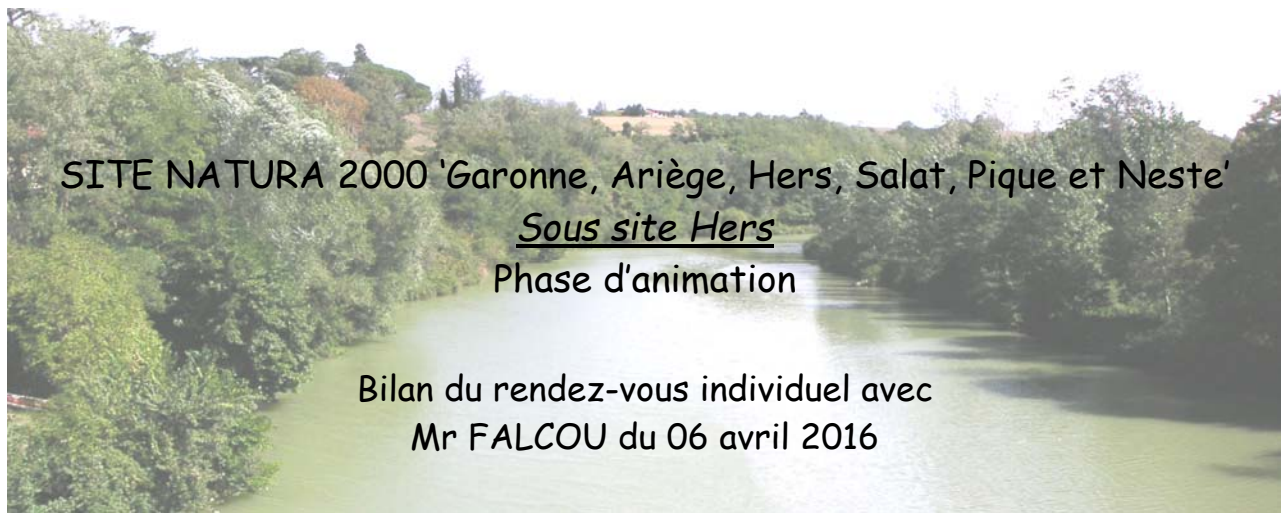 SITE NATURA 2000 ‘Garonne, Ariège, Hers, Salat, Pique et Neste’
Sous site Hers
Phase d’animation
Bilan du rendez-vous individuel avec
Mr FALCOU du 06 avril 2016